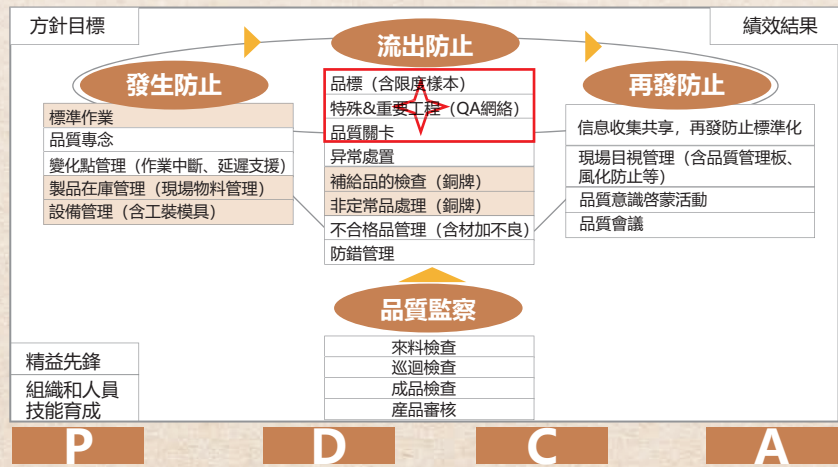 方針目標
績效結果
流出防止
發生防止
再發防止
標準作業
品質專念
變化點管理（作業中斷、延遲支援）
製品在庫管理（現場物料管理）
設備管理（含工裝模具）
品標（含限度樣本）
特殊&重要工程（QA網絡）
品質關卡
异常處置
補給品的檢查（銅牌）
非定常品處理（銅牌）
不合格品管理（含材加不良）
防錯管理
信息收集共享，再發防止標準化
現場目視管理（含品質管理板、
風化防止等）
品質意識啓蒙活動
品質會議
品質監察
來料檢查
巡迴檢查
成品檢查
産品審核
精益先鋒
組織和人員
技能育成
P
D
C
A